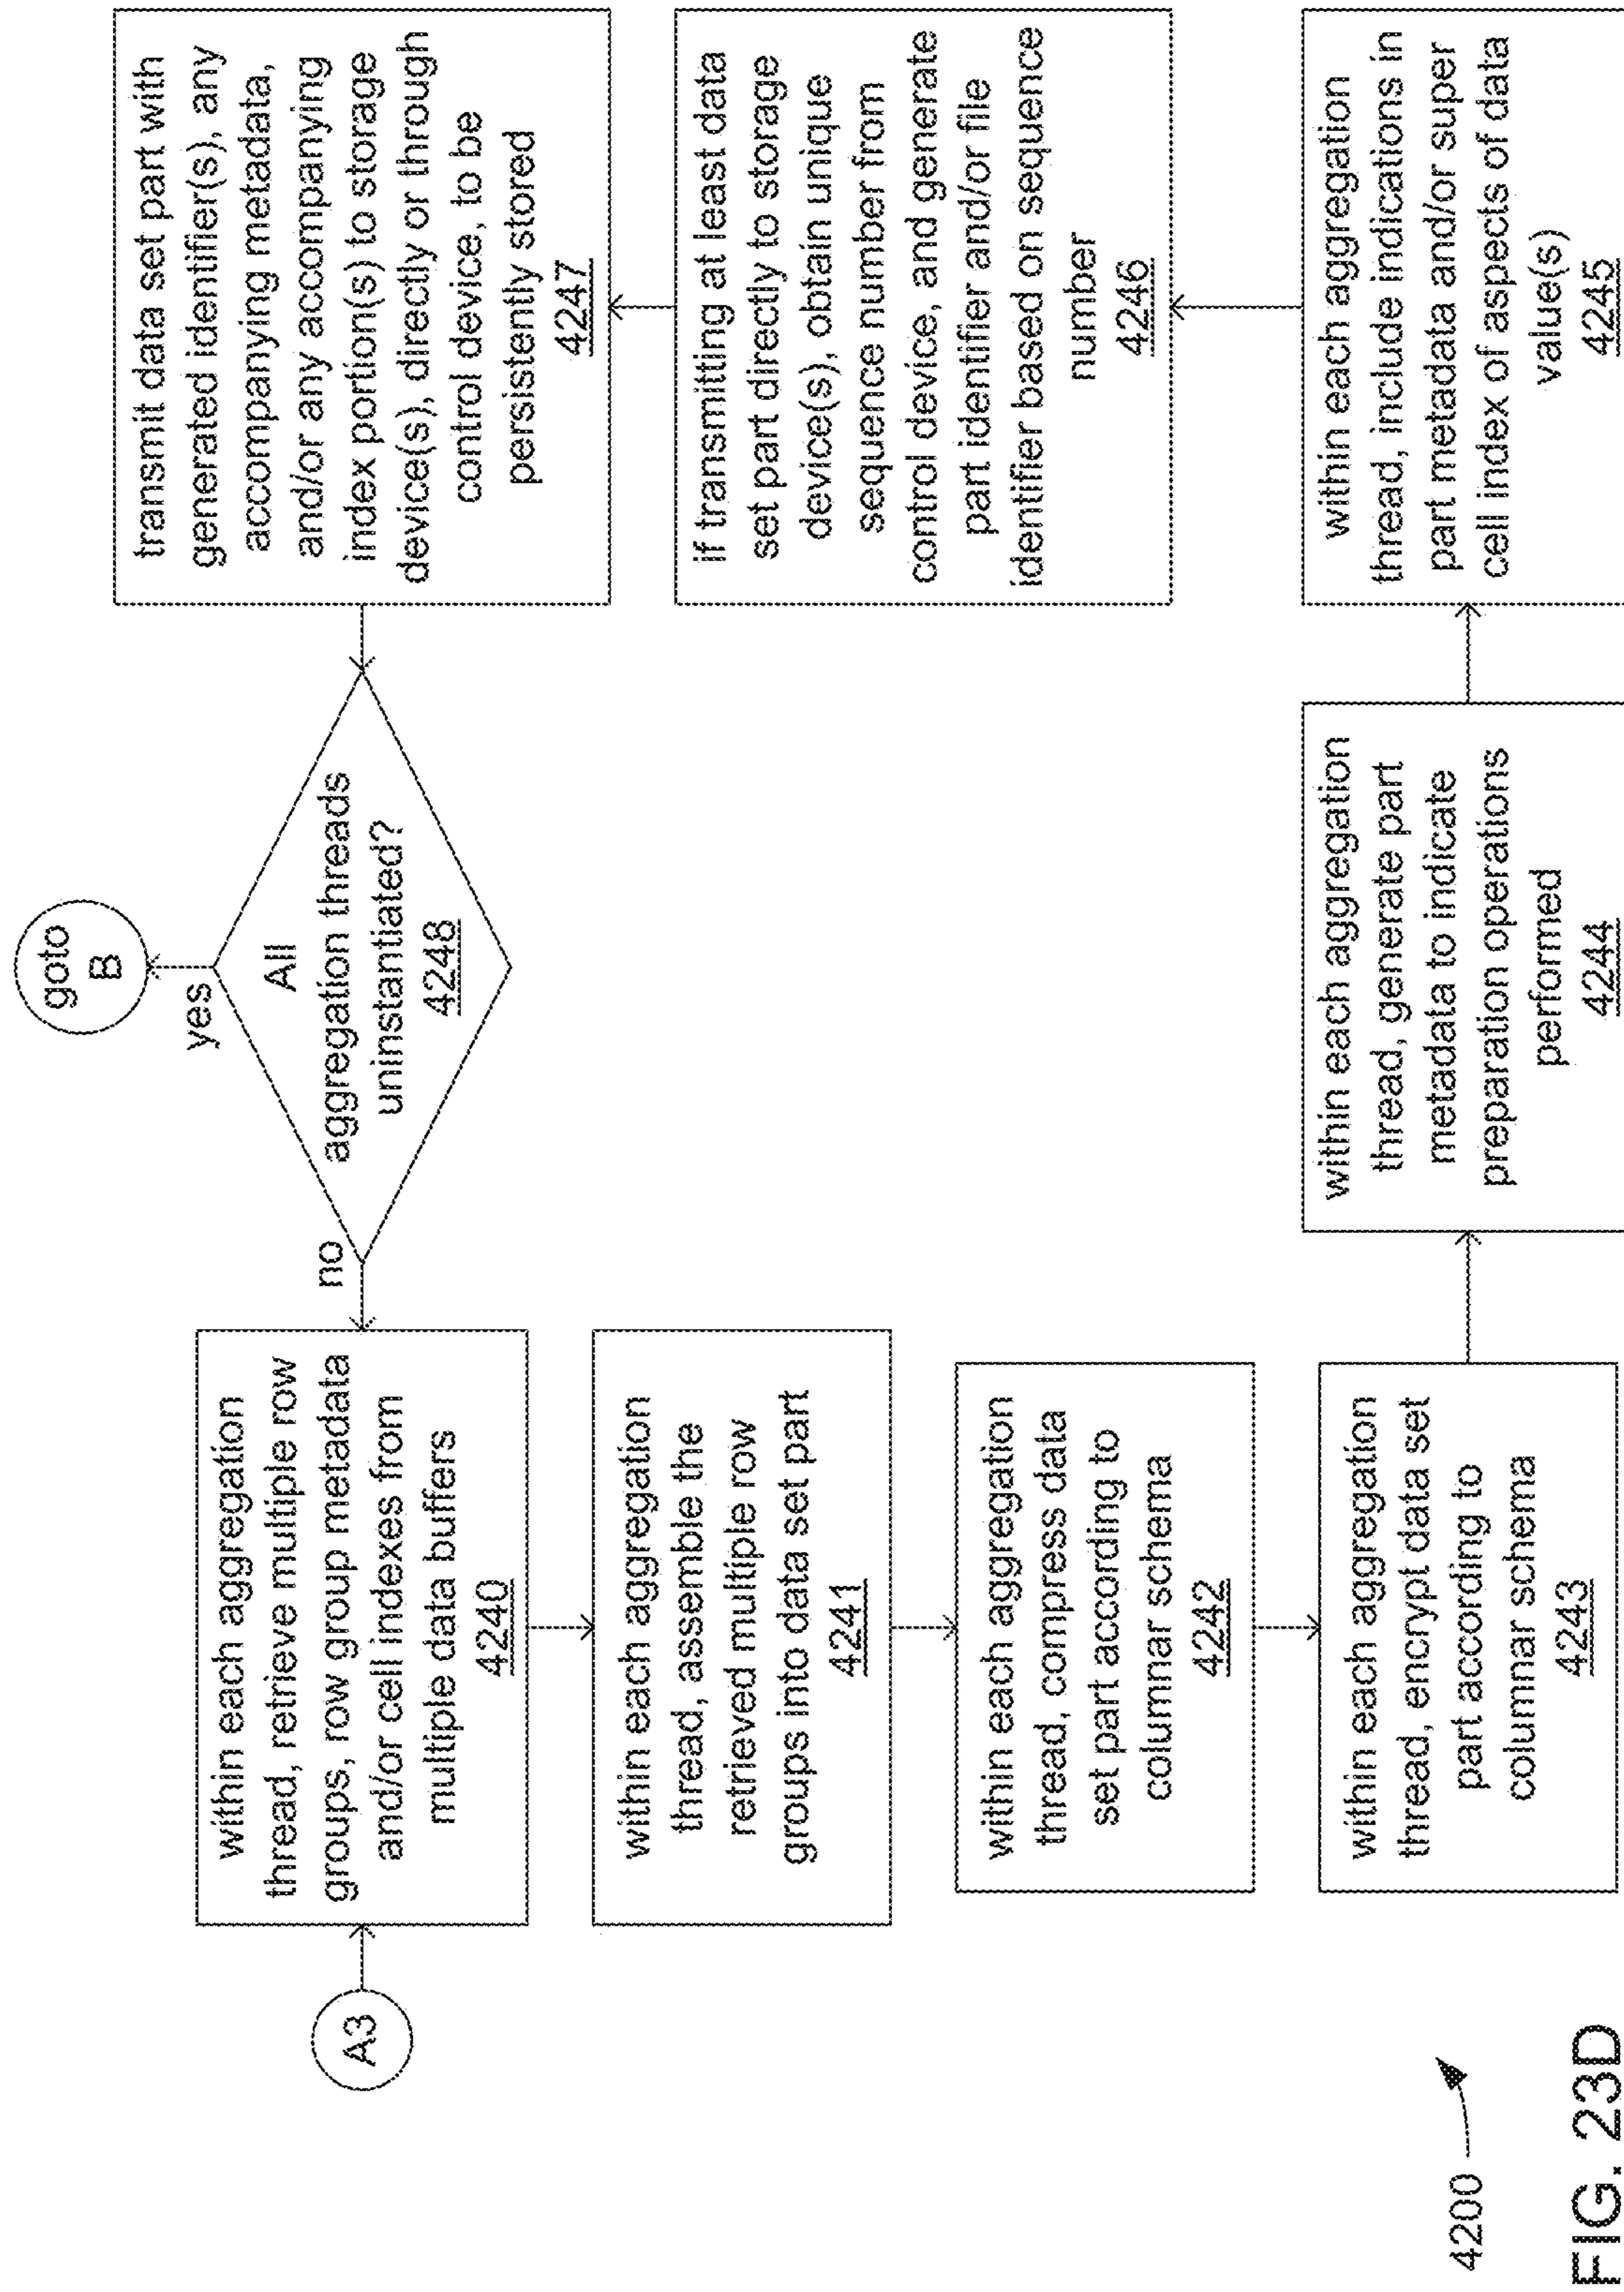 A3
within each aggregation
thread, retrieve multiple row
groups, row group metadata
and/or cell indexes from
multiple data buffers
4240
within each aggregation
thread, assemble the
retrieved multiple row
groups into data set part
4241
within each aggregation
thread, compress data
set part according to
columnar schema
4242
within each aggregation
thread, encrypt data set
part according to
columnar schema
4243
within each aggregation
thread, generate part
metadata to indicate
preparation operations
performed
4244
within each aggregation
thread, include indications in
part metadata and/or super
cell index of aspects of data
value(s)
4245
if transmitting at least data
set part directly to storage
device(s), obtain unique
sequence number from
control device, and generate
part identifier and/or file
identifier based on sequence
number
4246
transmit data set part with
generated identifier(s), any
accompanying metadata,
and/or any accompanying
index portion(s) to storage
device(s), directly or through
control device, to be
persistently stored
4247
All
aggregation threads
uninstantiated?
4248
no
yes
goto
B
4200
FIG. 23D